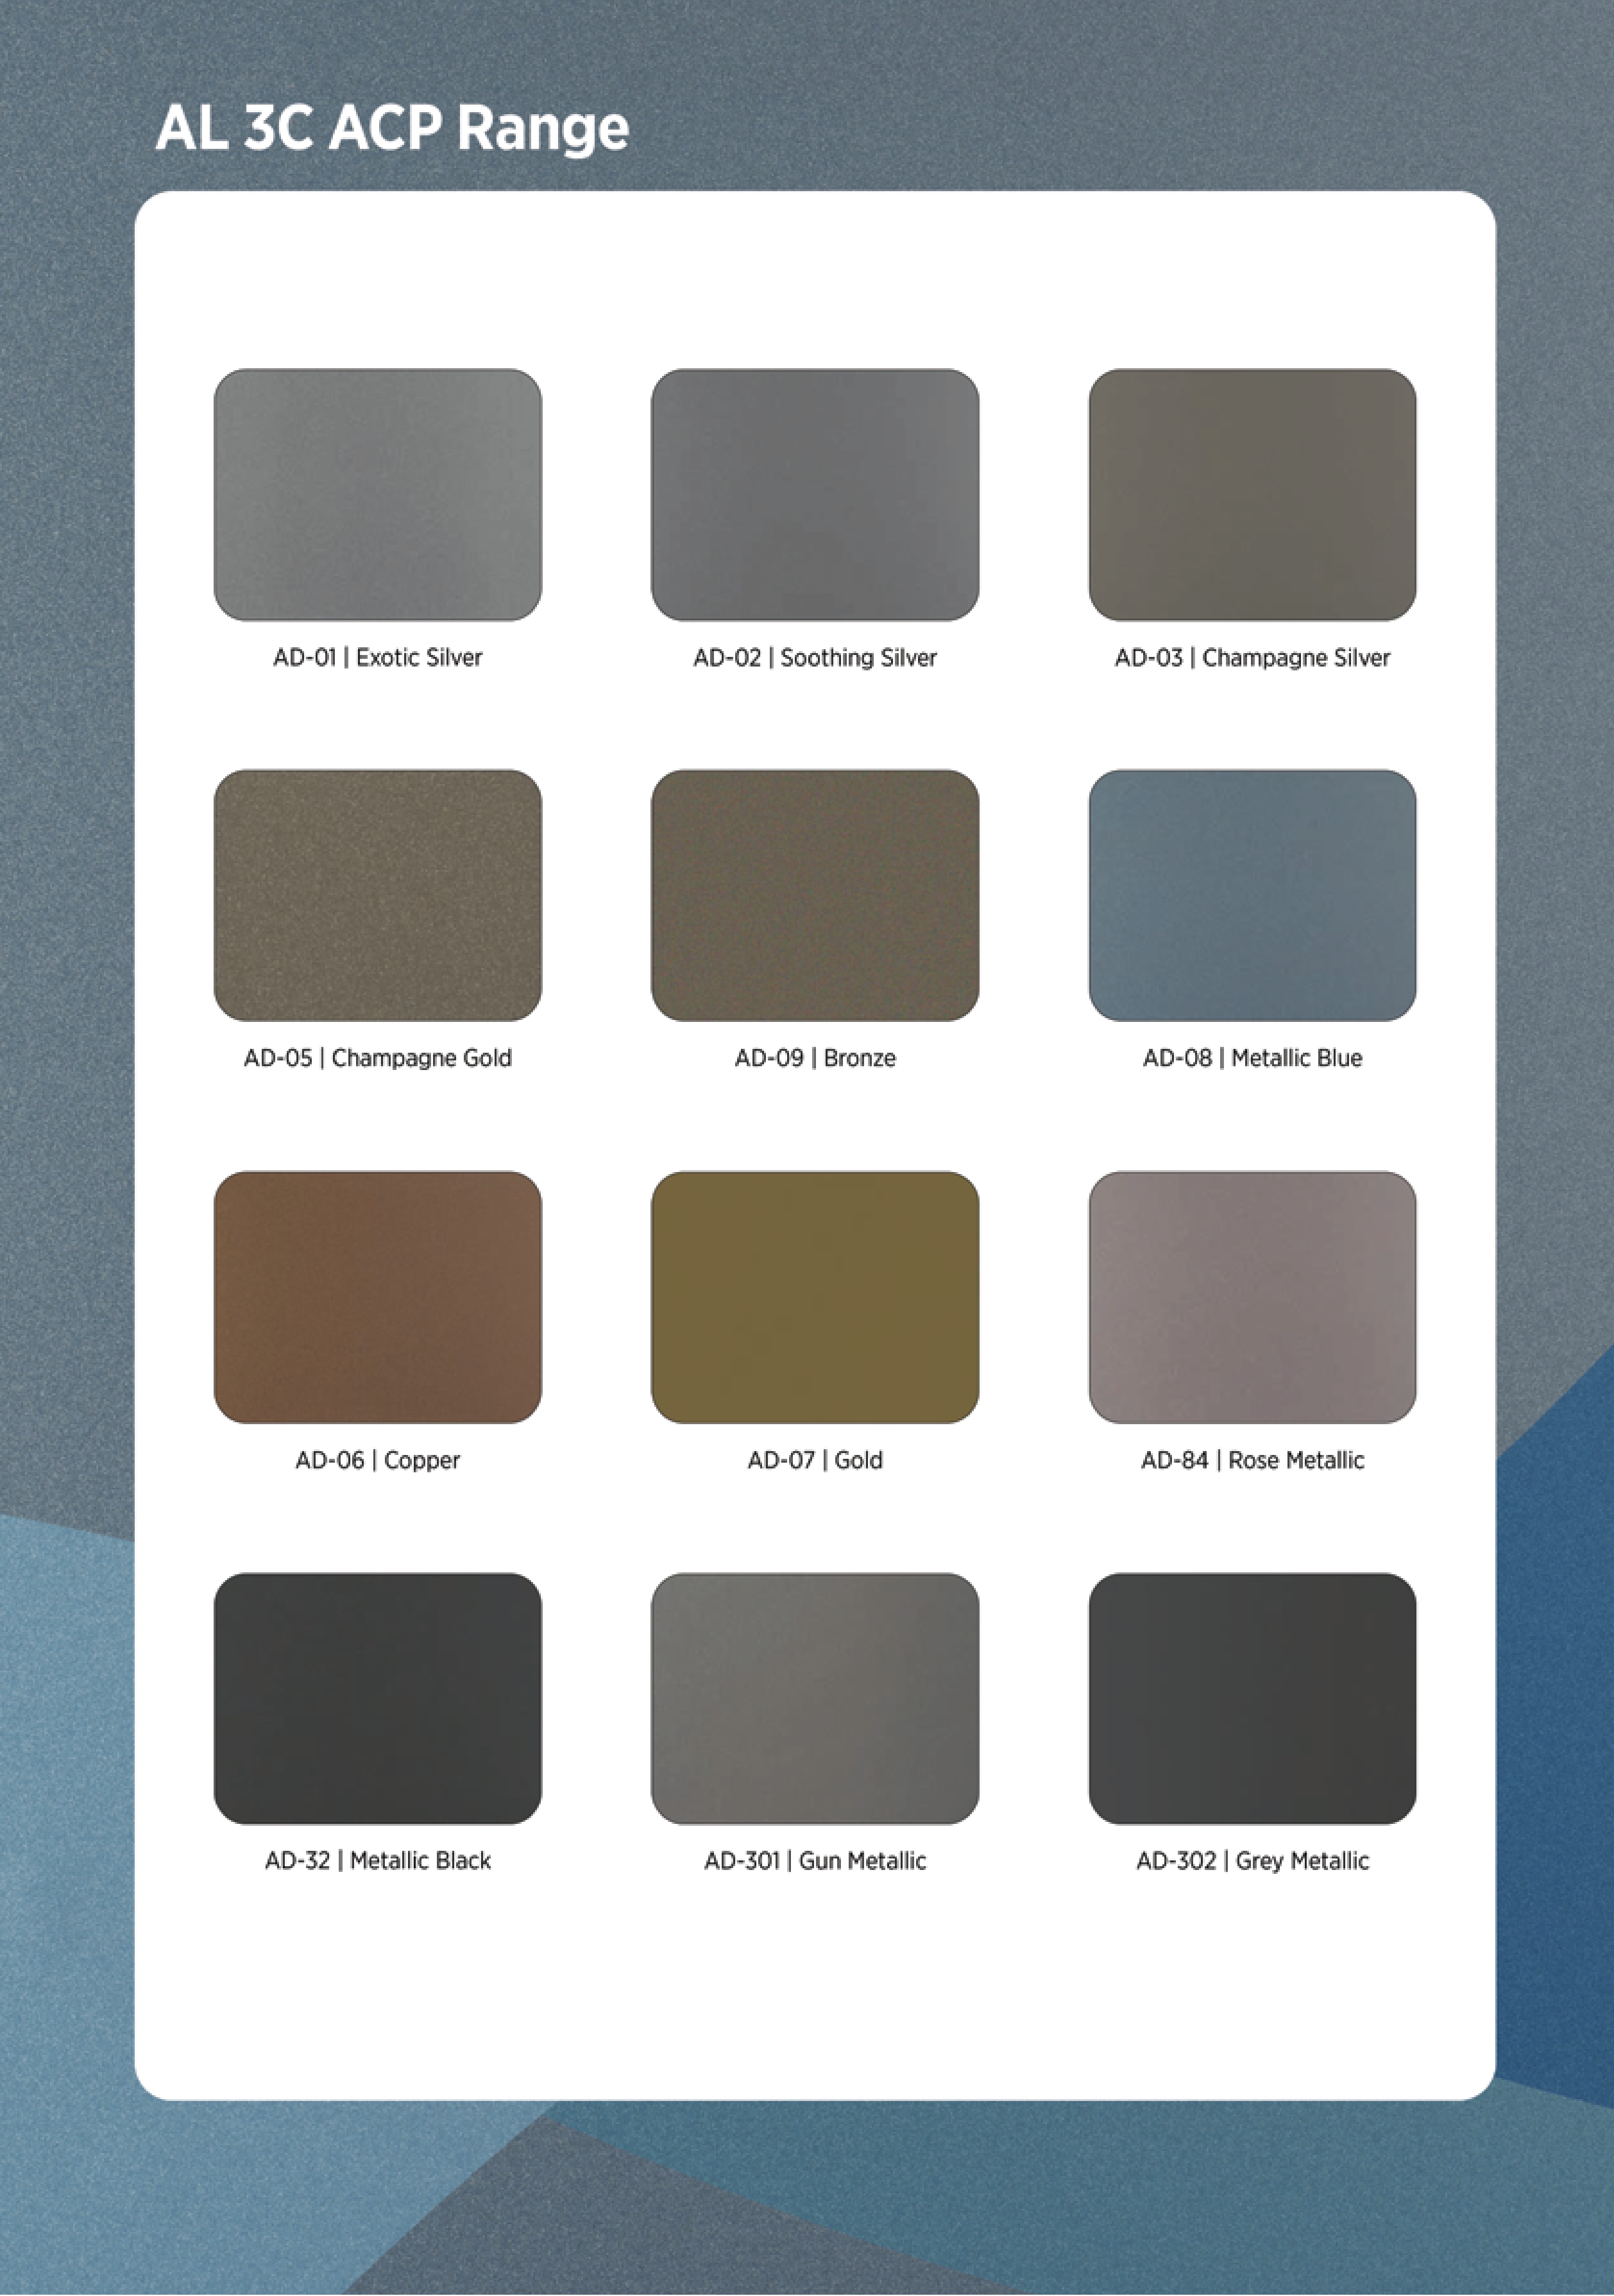 AL 3C ACP Range
AD-01 | Exotic Silver
AD-02 | Soothing Silver
AD-03 | Champagne Silver
AD-05 | Champagne Gold
AD-09 | Bronze
AD-08 | Metallic Blue
AD-06 | Copper
AD-07 | Gold
AD-84 | Rose Metallic
AD-32 | Metallic Black
AD-301 | Gun Metallic
AD-302 | Grey Metallic